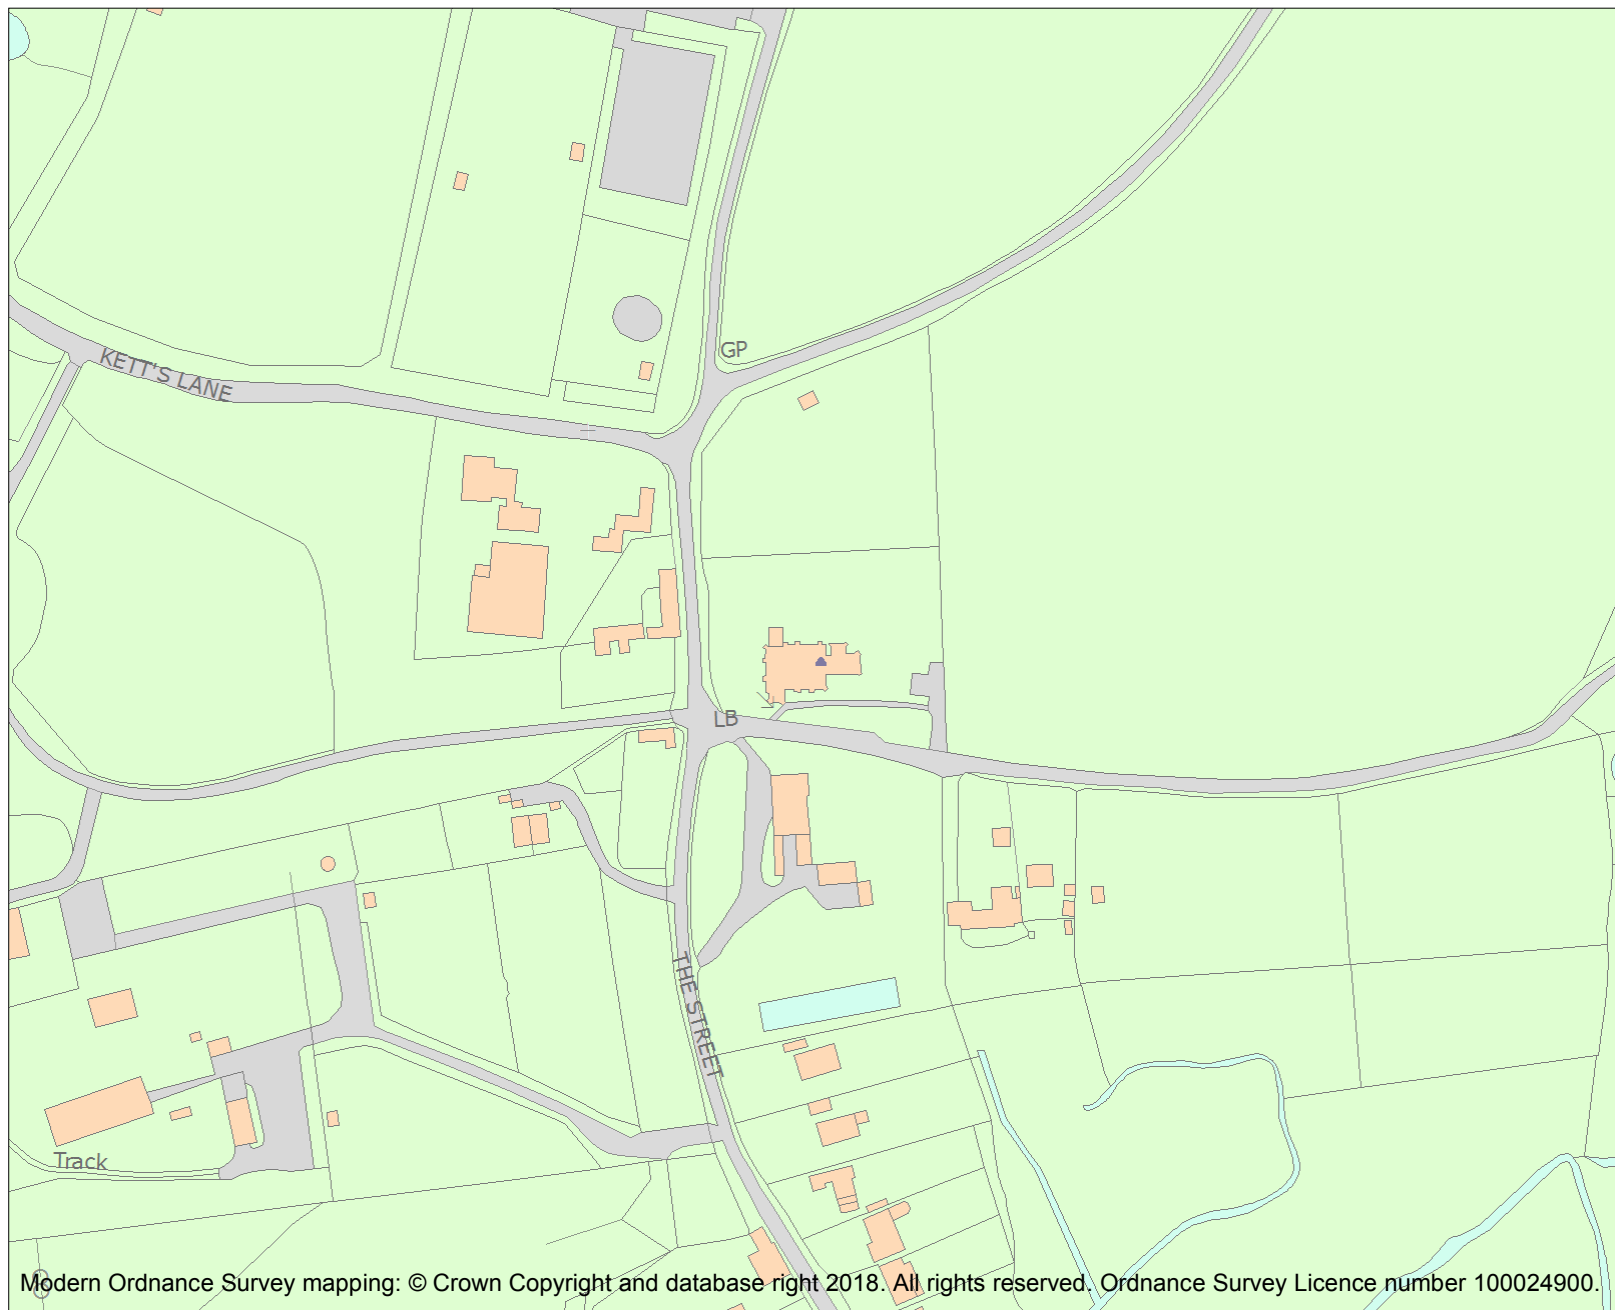 GP
KETT'S LANE
LB
THE STREET
Track
Modern Ordnance Survey mapping: © Crown Copyright and database right 2018. All rights reserved. Ordnance Survey Licence number 100024900.